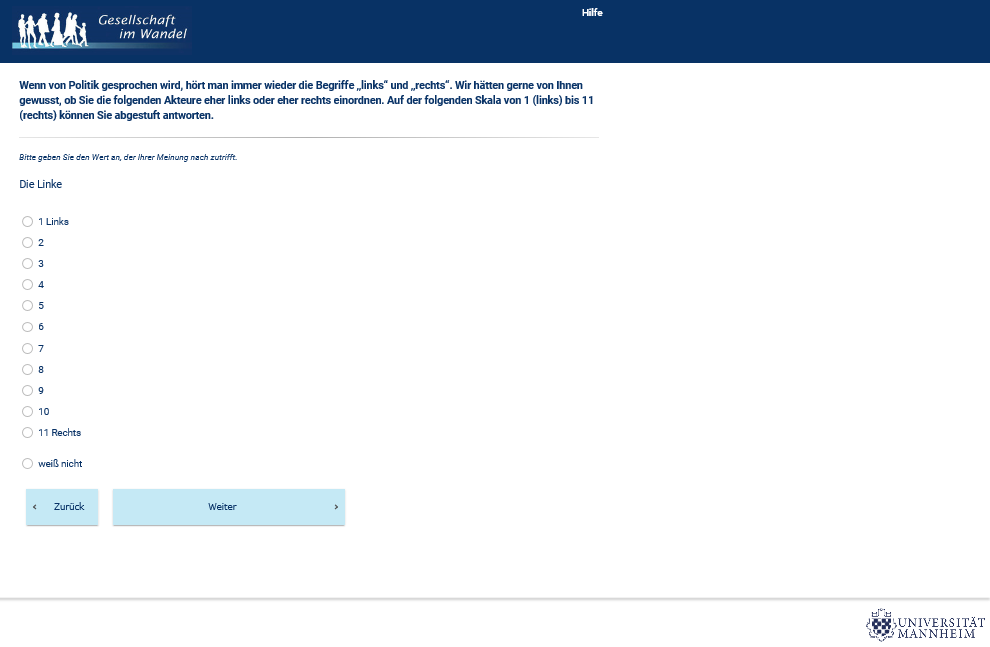 Gesellschaft
im Wandel
Hilfe
Wenn von Politik gesprochen wird, hört man immer wieder die Begriffe „links“ und „rechts“. Wir hätten gerne von Ihnen
gewusst, ob Sie die folgenden Akteure eher links oder eher rechts einordnen. Auf der folgenden Skala von 1 (links) bis 11
(rechts) können Sie abgestuft antworten.
Bitte geben Sie den Wert an, der Ihrer Meinung nach zutrifft.
Die Linke
1 Links
2
3
4
5
6
7
8
9
10
11 Rechts
weiß nicht
‹ Zurück
Weiter ›
UNIVERSITÄT
MANNHEIM